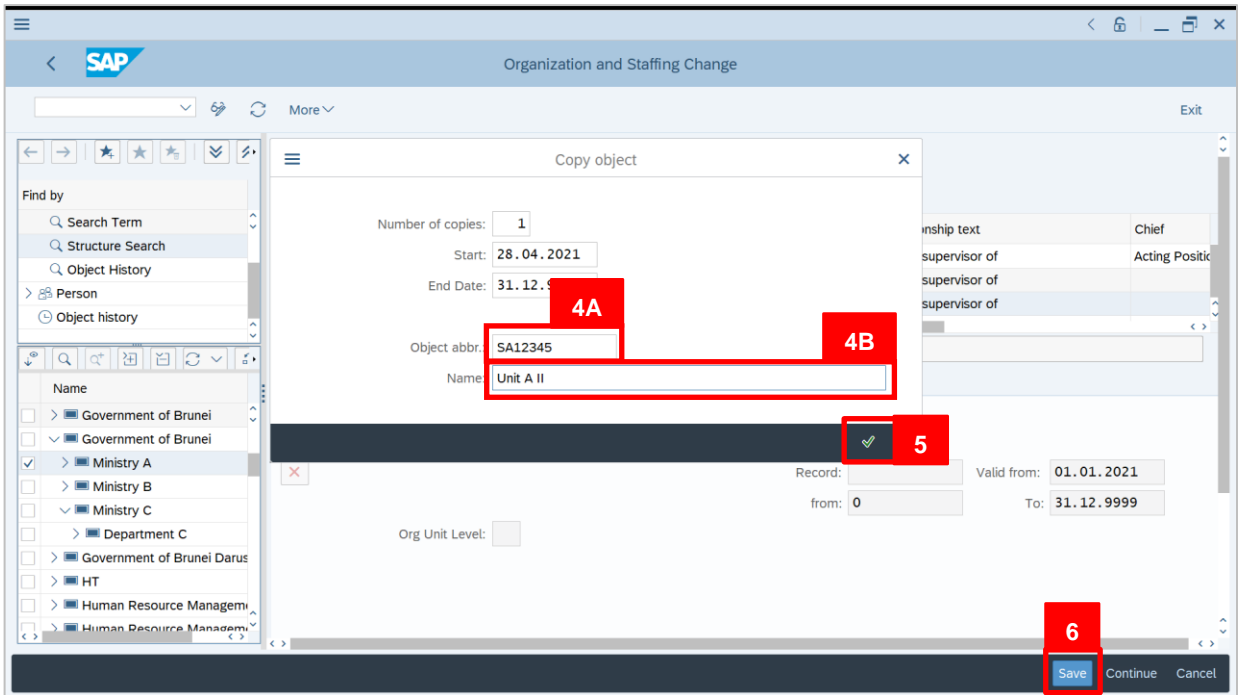 SAP
Organization and Staffing Change
More
Exit
Find by
Search Term
Structure Search
Object History
Person
Object history
Name
Government of Brunei
Government of Brunei
Ministry A
Ministry B
Ministry C
Department C
Government of Brunei Darus
HT
Human Resource Managem
Human Resource Managem
Copy object
Number of copies: 1
Start: 28.04.2021
End Date: 31.12.9
4A
Object abbr.: SA12345
4B
Name: Unit A II
5
nship text Chief
supervisor of Acting Positic
supervisor of
supervisor of
Record: Valid from: 01.01.2021
from: 0 To: 31.12.9999
Org Unit Level:
6
Save Continue Cancel